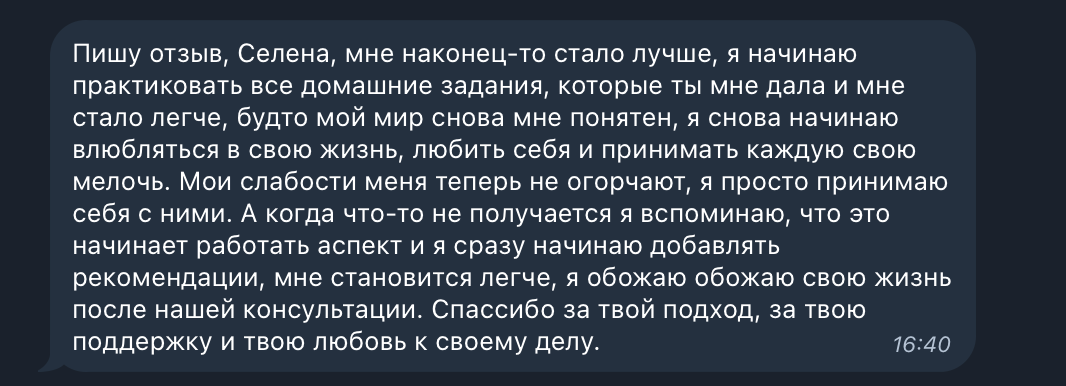 Пишу отзыв, Селена, мне наконец-то стало лучше, я начинаю
практиковать все домашние задания, которые ты мне дала и мне
стало легче, будто мой мир снова мне понятен, я снова начинаю
влюбляться в свою жизнь, любить себя и принимать каждую свою
мелочь. Мои слабости меня теперь не огорчают, я просто принимаю
себя с ними. А когда что-то не получается я вспоминаю, что это
начинает работать аспект и я сразу начинаю добавлять
рекомендации, мне становится легче, я обожаю обожаю свою жизнь
после нашей консультации. Спассибо за твой подход, за твою
поддержку и твою любовь к своему делу.
16:40